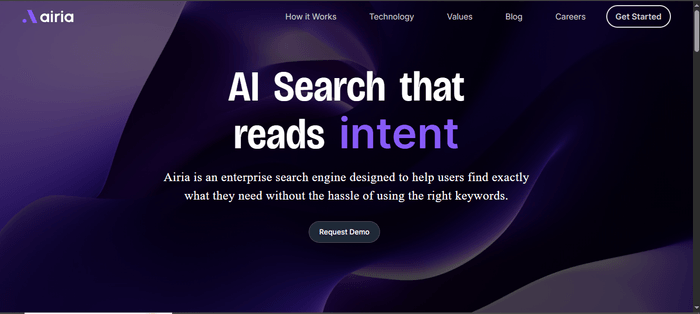 airia
How it Works
Technology
Values
Blog
Careers
Get Started
AI Search that
reads intent
Airia is an enterprise search engine designed to help users find exactly
what they need without the hassle of using the right keywords.
Request Demo